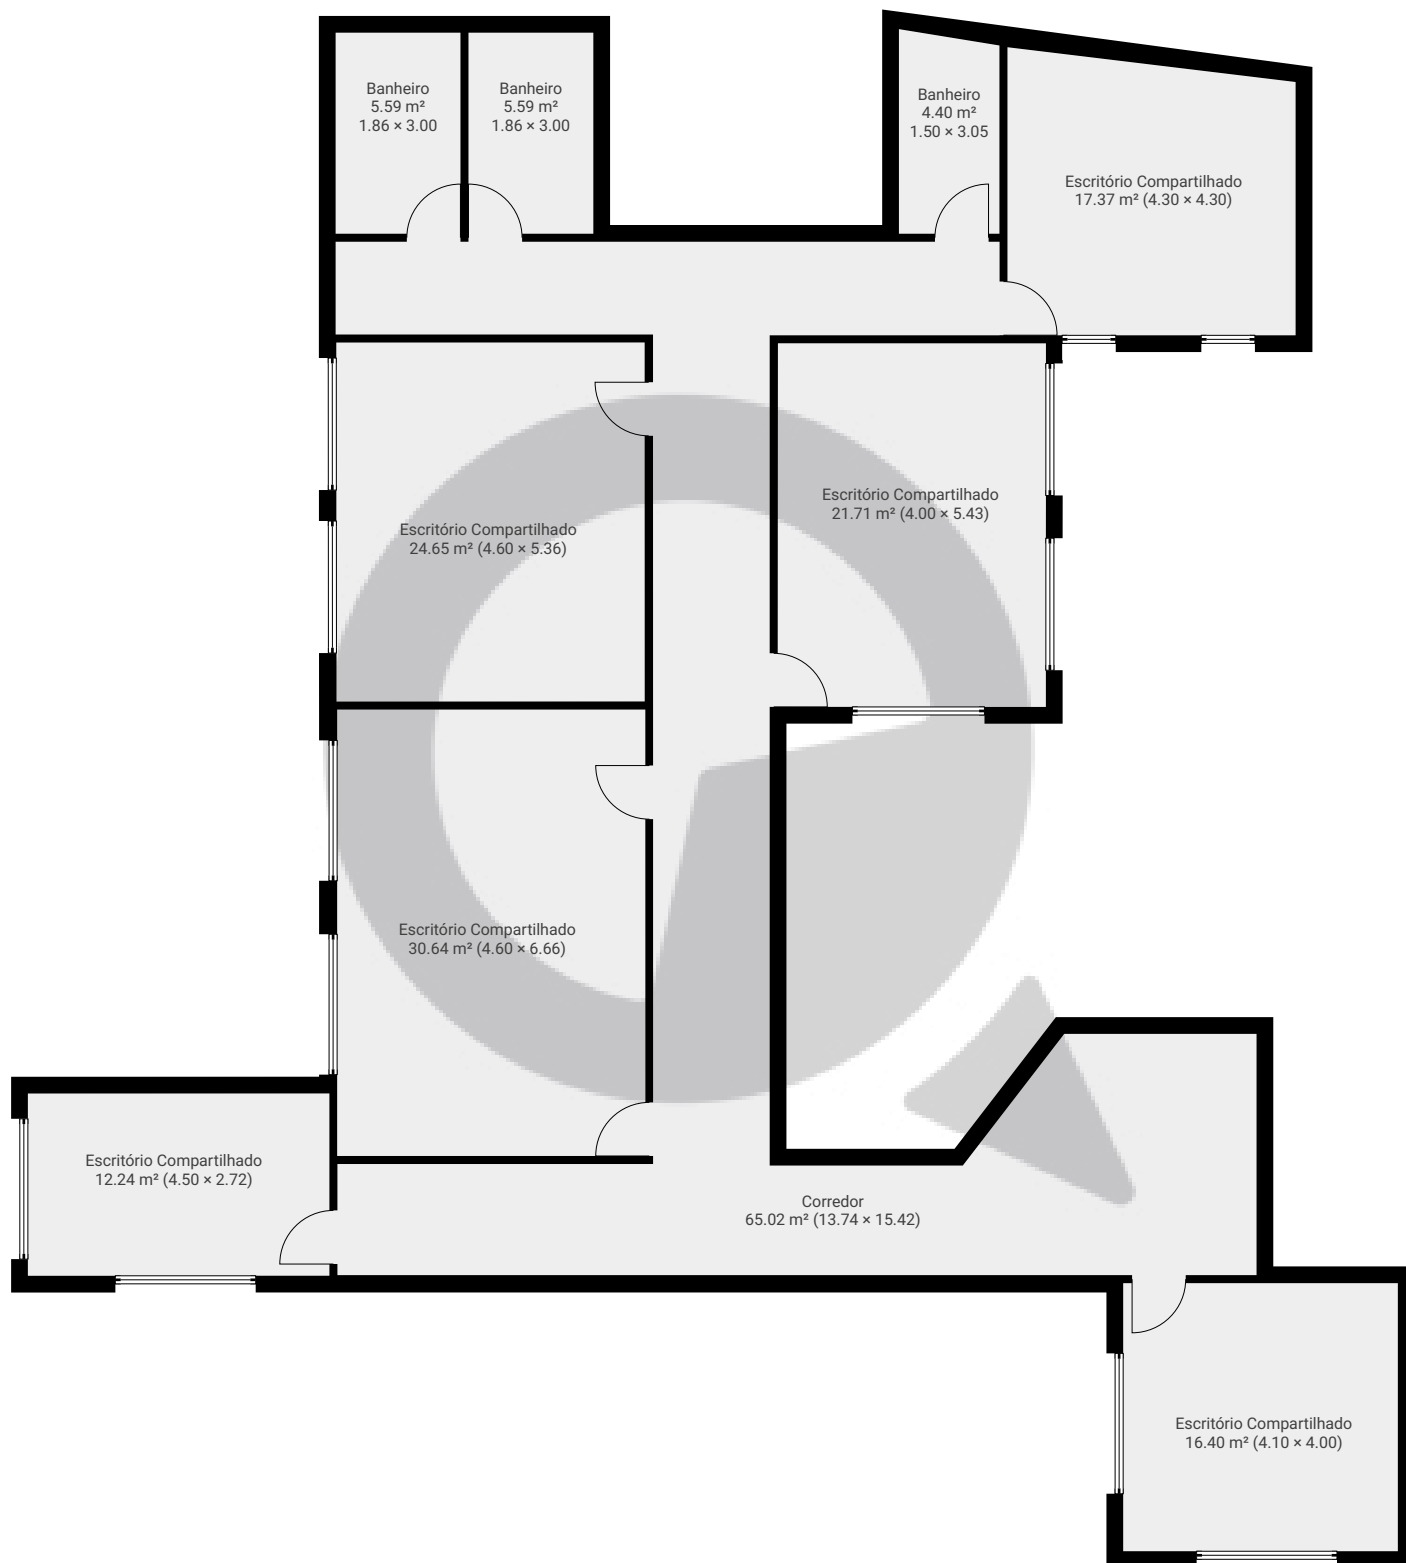 Banheiro
5.59 m²
1.86 × 3.00
Banheiro
5.59 m²
1.86 × 3.00
Banheiro
4.40 m²
1.50 × 3.05
Escritório Compartilhado
17.37 m² (4.30 × 4.30)
Escritório Compartilhado
24.65 m² (4.60 × 5.36)
Escritório Compartilhado
21.71 m² (4.00 × 5.43)
Escritório Compartilhado
30.64 m² (4.60 × 6.66)
Escritório Compartilhado
12.24 m² (4.50 × 2.72)
Corredor
65.02 m² (13.74 × 15.42)
Escritório Compartilhado
16.40 m² (4.10 × 4.00)